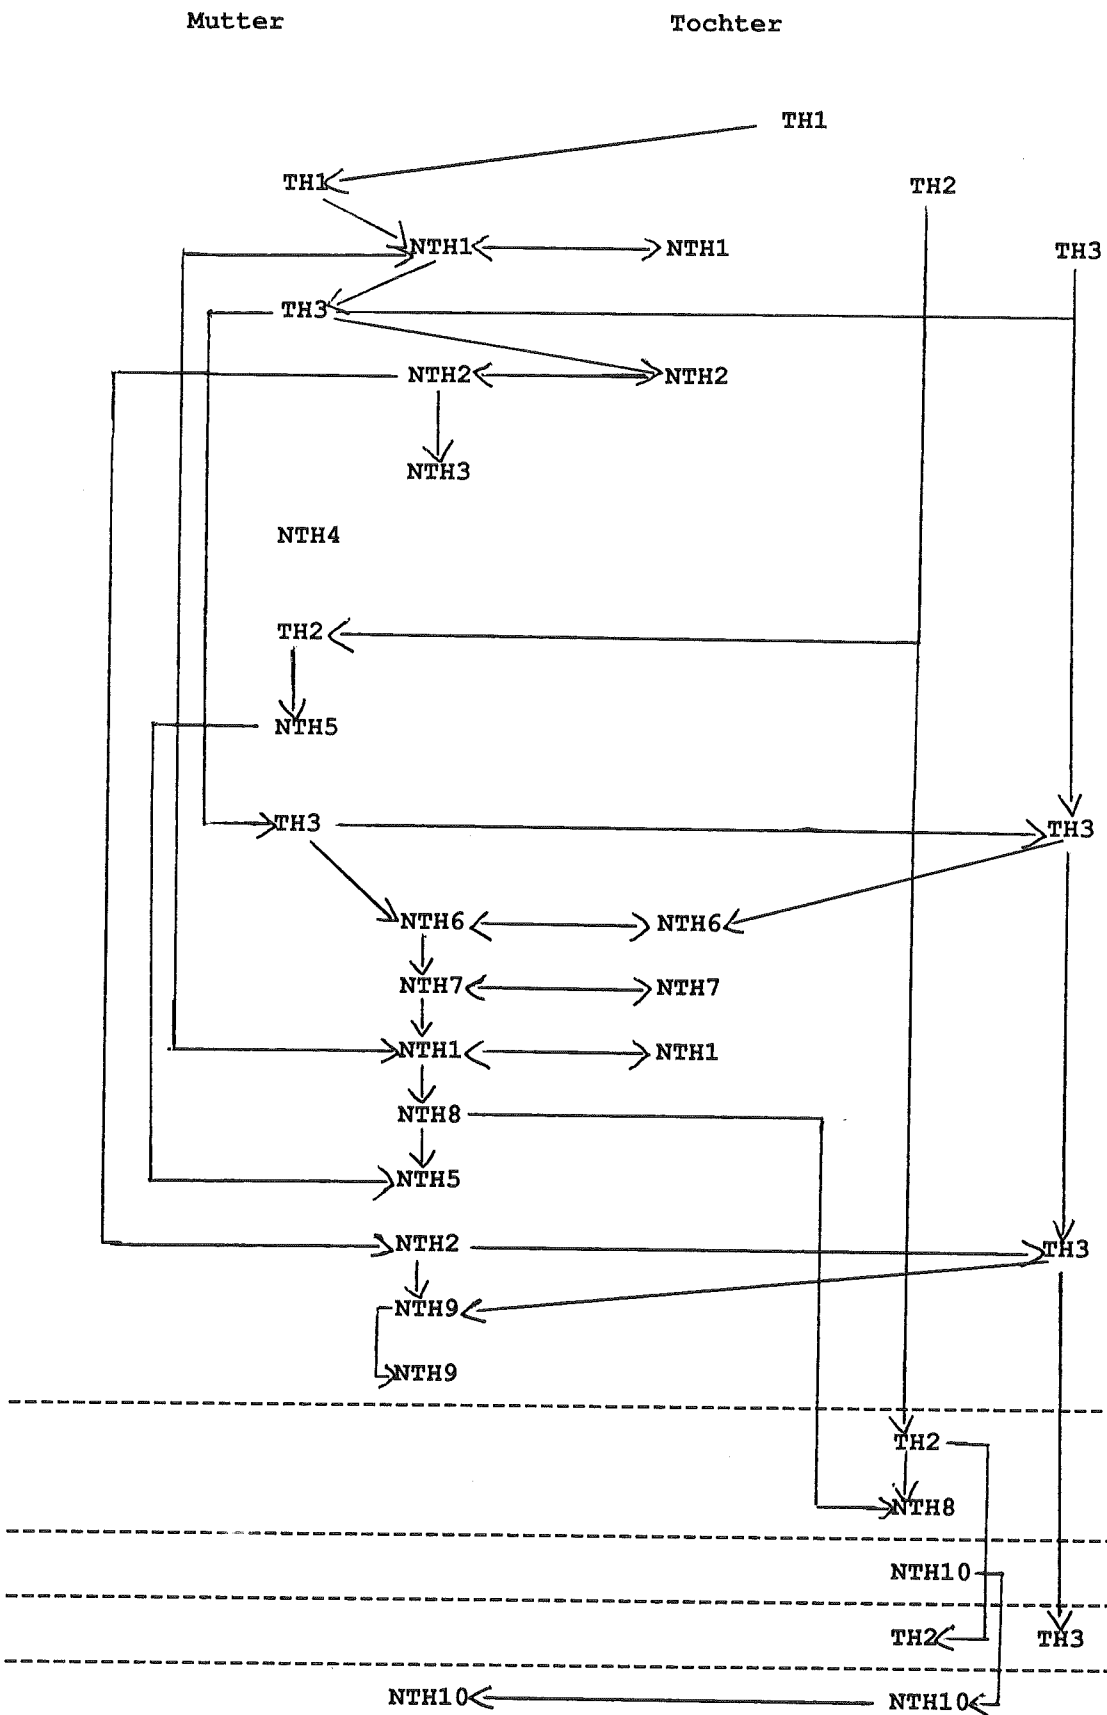 Mutter Tochter
TH1
TH1 TH2
NTH1 NTH1 TH3
TH3
NTH2 NTH2
NTH3
NTH4
TH2
NTH5
TH3 TH3
NTH6 NTH6
NTH7 NTH7
NTH1 NTH1
NTH8
NTH5
NTH2 TH3
NTH9
NTH9
TH2
NTH8
NTH10
TH2 TH3
NTH10 NTH10